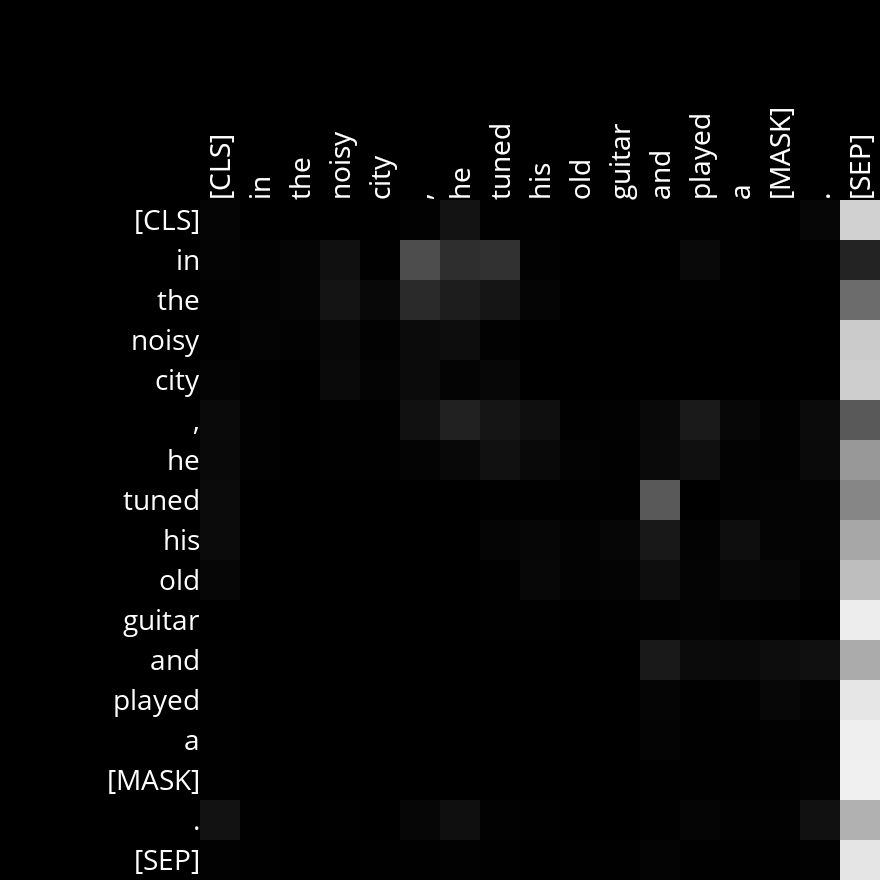 [CLS] in the noisy city , he tuned his old guitar and played a [MASK] . [SEP]
[CLS]
in
the
noisy
city
,
he
tuned
his
old
guitar
and
played
a
[MASK]
.
[SEP]